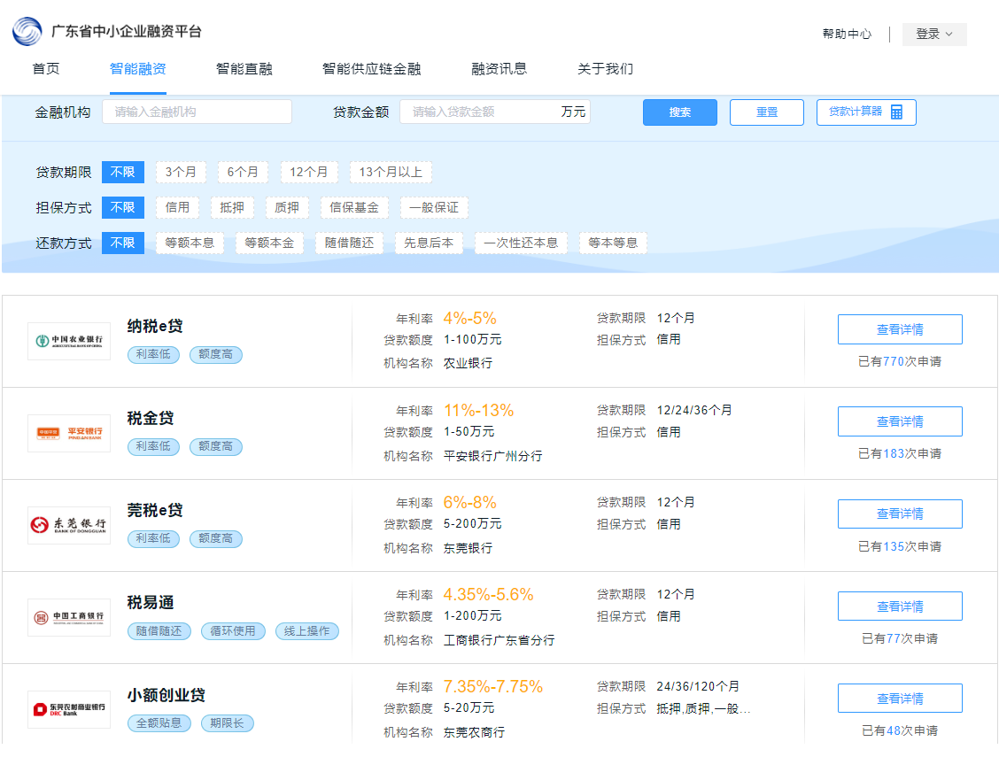 广东省中小企业融资平台
帮助中心 登录
首页 智能融资 智能直融 智能供应链金融 融资讯息 关于我们
金融机构 请输入金融机构 贷款金额 请输入贷款金额 万元 搜索 重置 贷款计算器
贷款期限 不限 3个月 6个月 12个月 13个月以上
担保方式 不限 信用 抵押 质押 信保基金 一般保证
还款方式 不限 等额本息 等额本金 随借随还 先息后本 一次性还本息 等本等息
中国农业银行
AGRICULTURAL BANK OF CHINA
纳税e贷
利率低 额度高
年利率 4%-5%
贷款额度 1-100万元
机构名称 农业银行
贷款期限 12个月
担保方式 信用
查看详情
已有770次申请
平安银行
PING AN BANK
税金贷
利率低 额度高
年利率 11%-13%
贷款额度 1-50万元
机构名称 平安银行广州分行
贷款期限 12/24/36个月
担保方式 信用
查看详情
已有183次申请
东莞银行
BANK OF DONGGUAN
莞税e贷
利率低 额度高
年利率 6%-8%
贷款额度 5-200万元
机构名称 东莞银行
贷款期限 12个月
担保方式 信用
查看详情
已有135次申请
中国工商银行
税易通
随借随还 循环使用 线上操作
年利率 4.35%-5.6%
贷款额度 1-200万元
机构名称 工商银行广东省分行
贷款期限 12个月
担保方式 信用
查看详情
已有77次申请
东莞农村商业银行
DRC Bank
小额创业贷
全额贴息 期限长
年利率 7.35%-7.75%
贷款额度 5-20万元
机构名称 东莞农商行
贷款期限 24/36/120个月
担保方式 抵押,质押,一般...
查看详情
已有48次申请